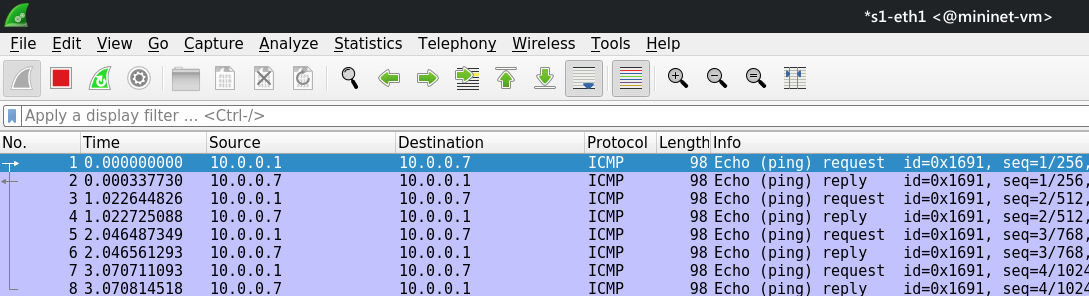 *s1-eth1 <@mininet-vm>
File Edit View Go Capture Analyze Statistics Telephony Wireless Tools Help
Apply a display filter ... <Ctrl-/>
No. Time Source Destination Protocol Length Info
1 0.000000000 10.0.0.1 10.0.0.7 ICMP 98 Echo (ping) request id=0x1691, seq=1/256,
2 0.000337730 10.0.0.7 10.0.0.1 ICMP 98 Echo (ping) reply id=0x1691, seq=1/256,
3 1.022644826 10.0.0.1 10.0.0.7 ICMP 98 Echo (ping) request id=0x1691, seq=2/512,
4 1.022725088 10.0.0.7 10.0.0.1 ICMP 98 Echo (ping) reply id=0x1691, seq=2/512,
5 2.046487349 10.0.0.1 10.0.0.7 ICMP 98 Echo (ping) request id=0x1691, seq=3/768,
6 2.046561293 10.0.0.7 10.0.0.1 ICMP 98 Echo (ping) reply id=0x1691, seq=3/768,
7 3.070711093 10.0.0.1 10.0.0.7 ICMP 98 Echo (ping) request id=0x1691, seq=4/1024
8 3.070814518 10.0.0.7 10.0.0.1 ICMP 98 Echo (ping) reply id=0x1691, seq=4/1024